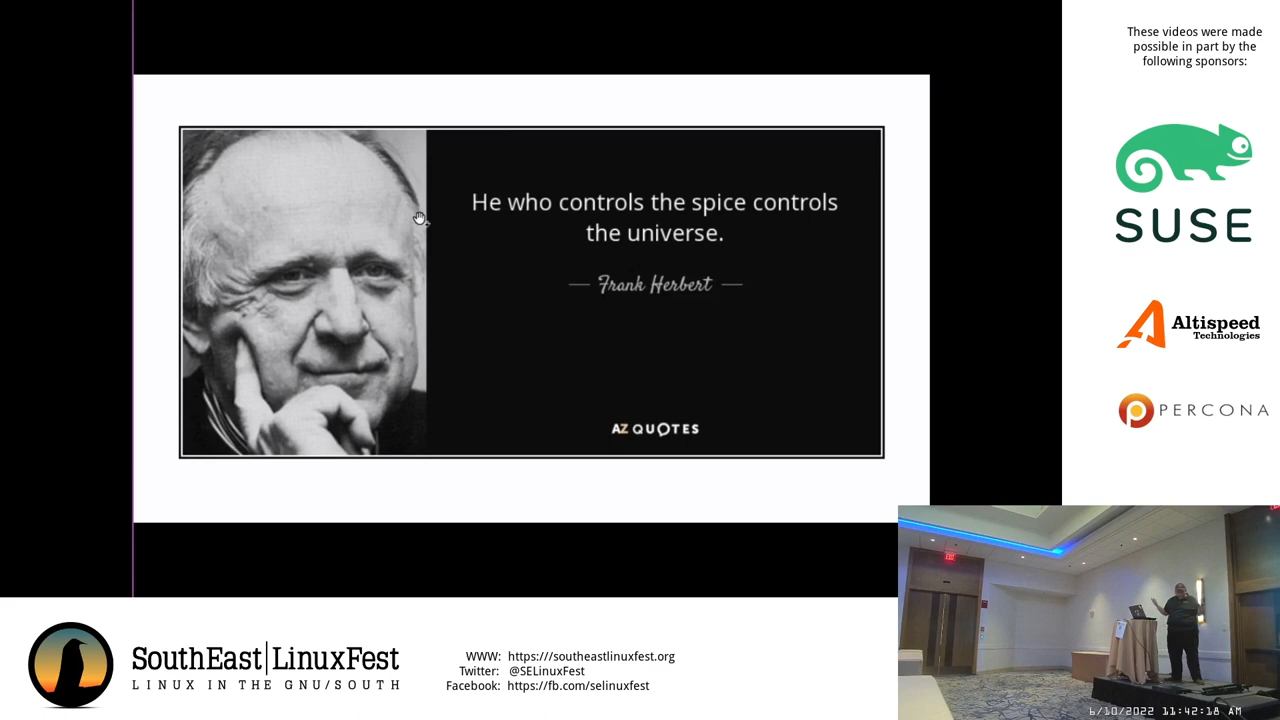 These videos were made
possible in part by the
following sponsors:
He who controls the spice controls
the universe.
Frank Herbert
AZ QUOTES
SUSE
Altispeed
Technologies
PERCONA
EXIT
SouthEast|LinuxFest
LINUX IN THE GNU/SOUTH
WWW: https:///southeastlinuxfest.org
Twitter: @SELinuxFest
Facebook: https://fb.com/selinuxfest
6/10/2022 11:42:18 AM